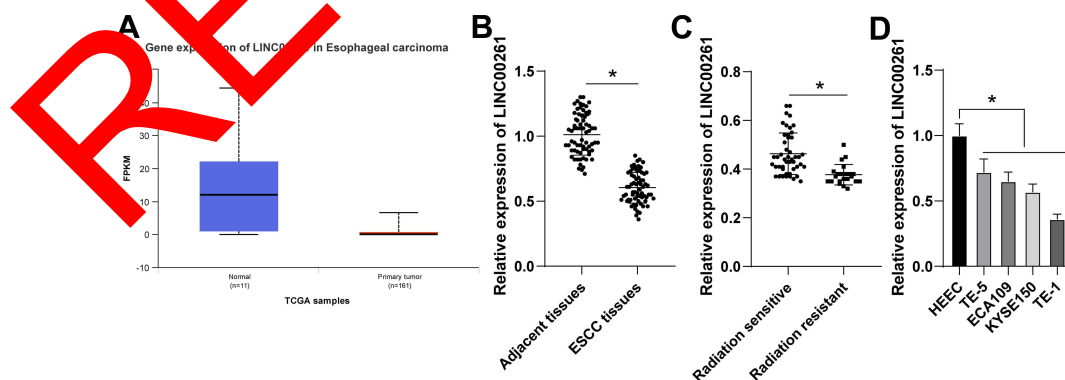 RE
A
Gene exp of LINC0 in Esophageal carcinoma
FPKM
40
30
20
10
0
-10
Normal
(n=11)
Primary tumor
(n=161)
TCGA samples
B
Relative expression of LINC00261
1.5
1.0
0.5
0.0
*
Adjacent tissues
ESCC tissues
C
Relative expression of LINC00261
0.8
0.6
0.4
0.2
0.0
*
Radiation sensitive
Radiation resistant
D
Relative expression of LINC00261
1.5
1.0
0.5
0.0
*
HEEC
TE-5
ECA109
KYSE150
TE-1